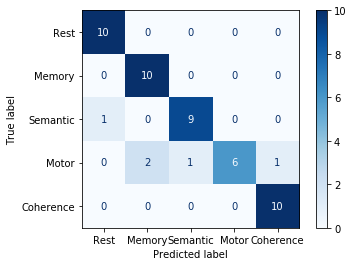 True label
Rest 10 0 0 0 0
Memory 0 10 0 0 0
Semantic 1 0 9 0 0
Motor 0 2 1 6 1
Coherence 0 0 0 0 10
Rest Memory Semantic Motor Coherence
Predicted label
10
8
6
4
2
0